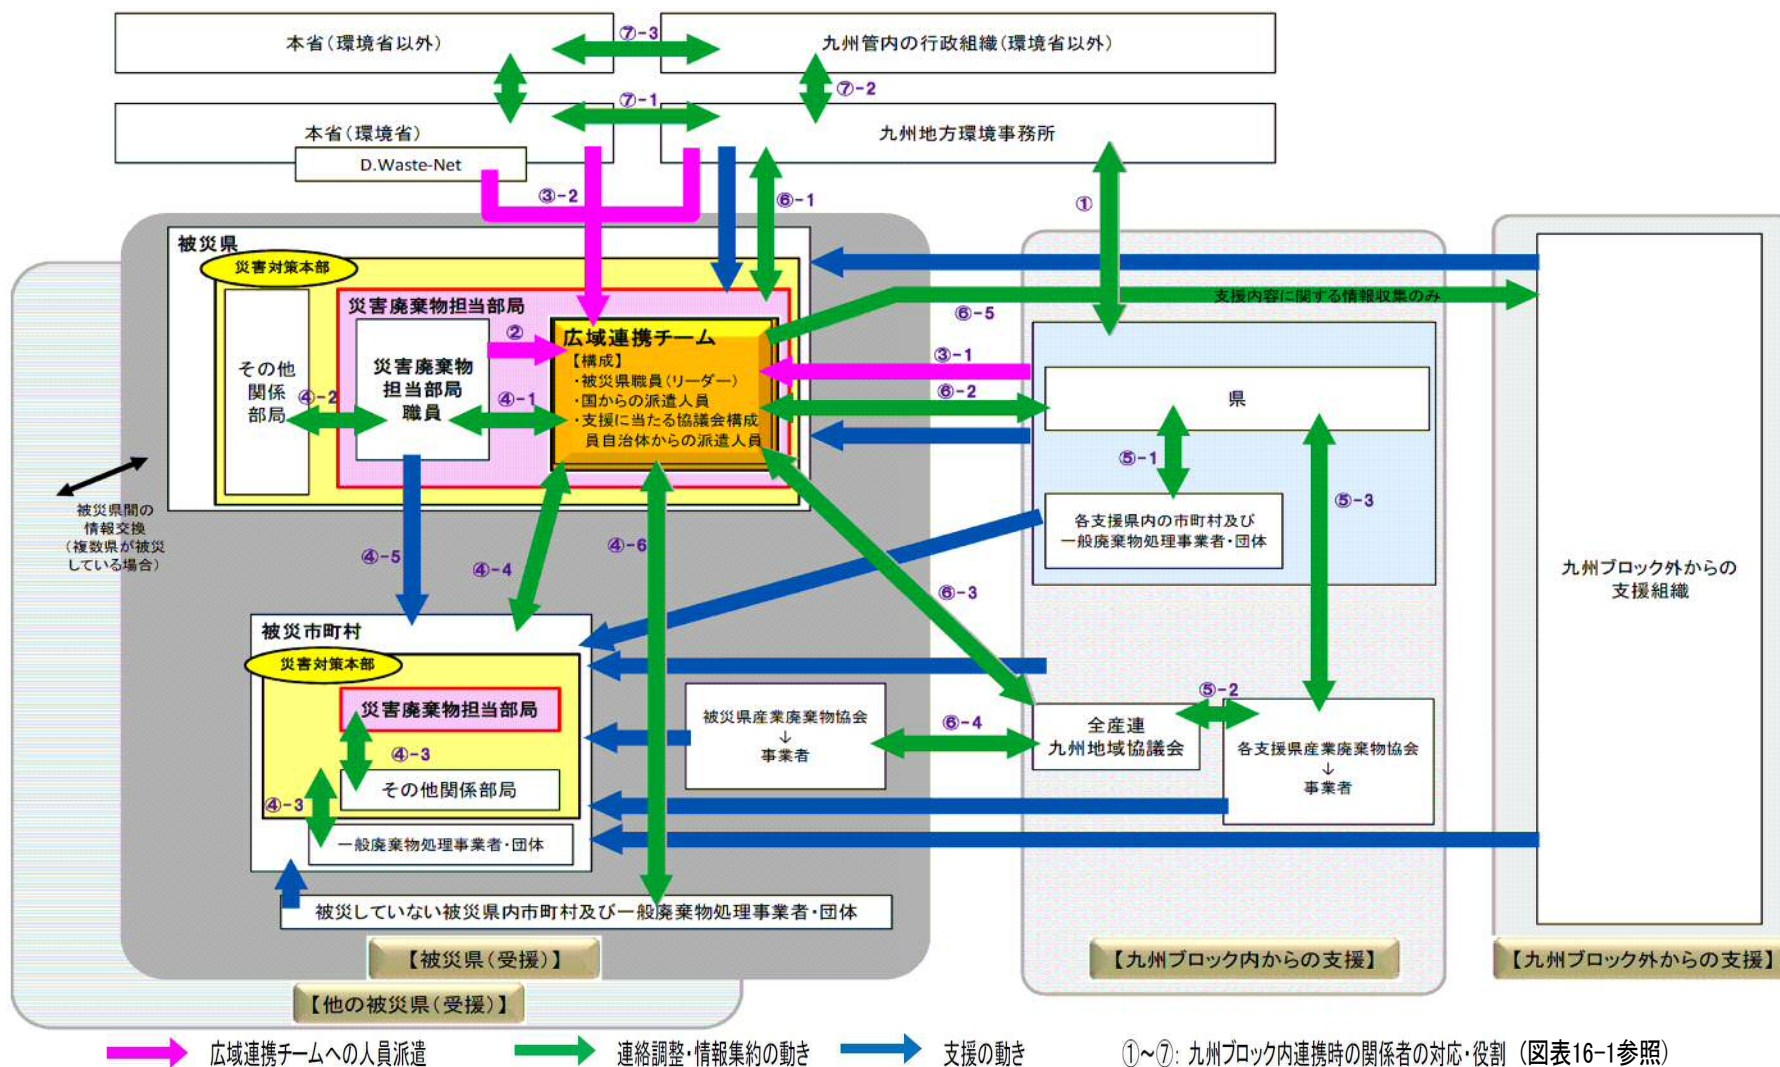 本省(環境省以外)
⑦-3
九州管内の行政組織(環境省以外)
⑦-1
⑦-2
本省(環境省)
九州地方環境事務所
D.Waste-Net
③-2
⑥-1
①
被災県
災害対策本部
災害廃棄物担当部局
支援内容に関する情報収集のみ
⑥-5
その他
関係
部局
④-2
災害廃棄物
担当部局
職員
②
④-1
広域連携チーム
【構成】
・被災県職員(リーダー)
・国からの派遣人員
・支援に当たる協議会構成
員自治体からの派遣人員
③-1
⑥-2
県
⑤-1
⑤-3
各支援県内の市町村及び
一般廃棄物処理事業者・団体
被災県間の
情報交換
(複数県が被災
している場合)
④-5
④-4
④-6
⑥-3
九州ブロック外からの
支援組織
被災市町村
災害対策本部
災害廃棄物担当部局
④-3
その他関係部局
④-3
一般廃棄物処理事業者・団体
被災県産業廃棄物協会
↓
事業者
⑥-4
全産連
九州地域協議会
⑤-2
各支援県産業廃棄物協会
↓
事業者
被災していない被災県内市町村及び一般廃棄物処理事業者・団体
【被災県(受援)】
【九州ブロック内からの支援】
【九州ブロック外からの支援】
【他の被災県(受援)】
広域連携チームへの人員派遣
連絡調整・情報集約の動き
支援の動き
①~⑦: 九州ブロック内連携時の関係者の対応・役割 (図表16-1参照)